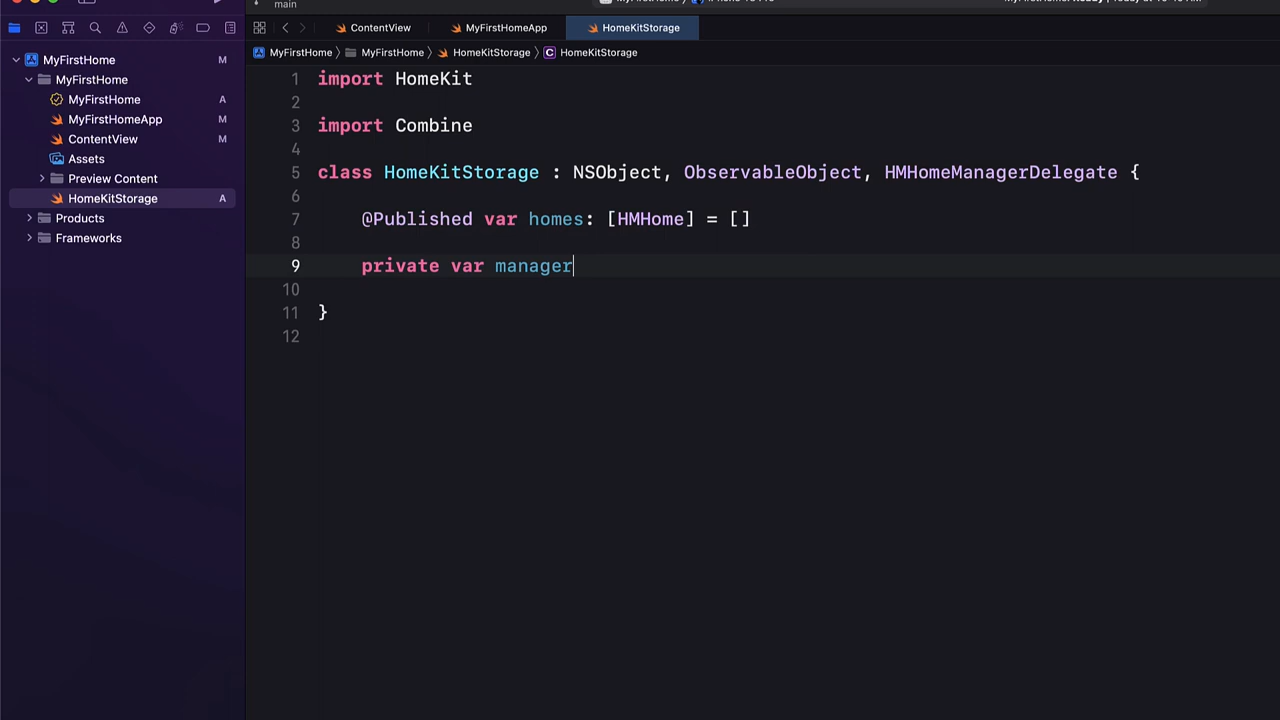 main
ContentView
MyFirstHomeApp
HomeKitStorage
MyFirstHome
MyFirstHome
HomeKitStorage
HomeKitStorage
MyFirstHome M
MyFirstHome
MyFirstHome A
MyFirstHomeApp M
ContentView M
Assets
Preview Content
HomeKitStorage A
Products
Frameworks
1 import HomeKit
2
3 import Combine
4
5 class HomeKitStorage : NSObject, ObservableObject, HMHomeManagerDelegate {
6
7 @Published var homes: [HMHome] = []
8
9 private var manager
10
11 }
12